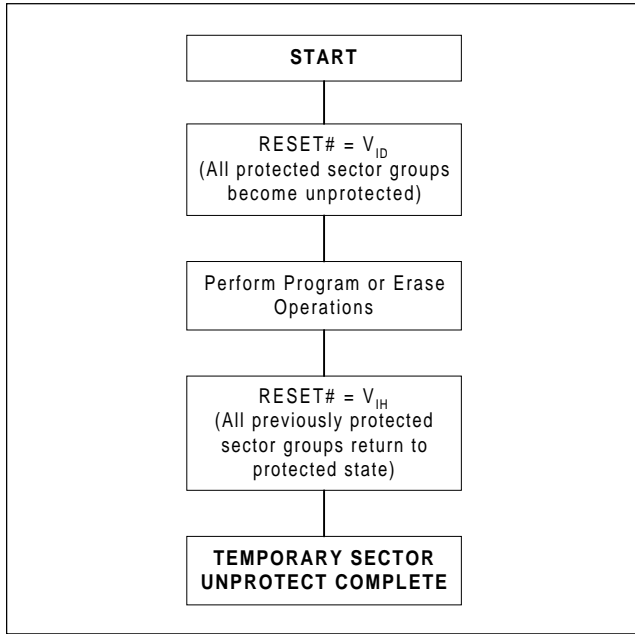 START
RESET# = V_ID
(All protected sector groups
become unprotected)
Perform Program or Erase
Operations
RESET# = V_IH
(All previously protected
sector groups return to
protected state)
TEMPORARY SECTOR
UNPROTECT COMPLETE